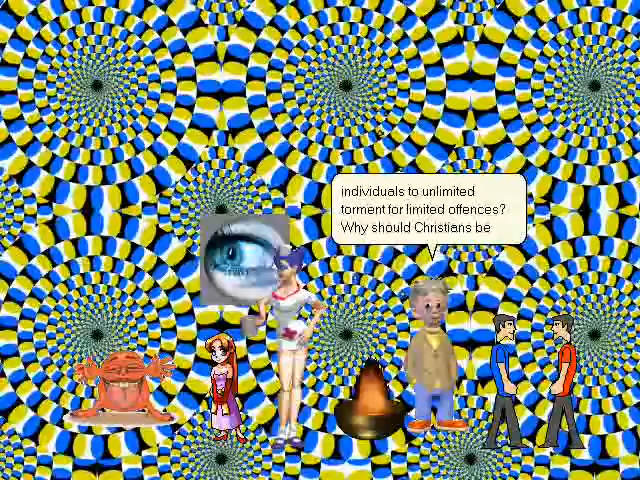 individuals to unlimited
torment for limited offences?
Why should Christians be